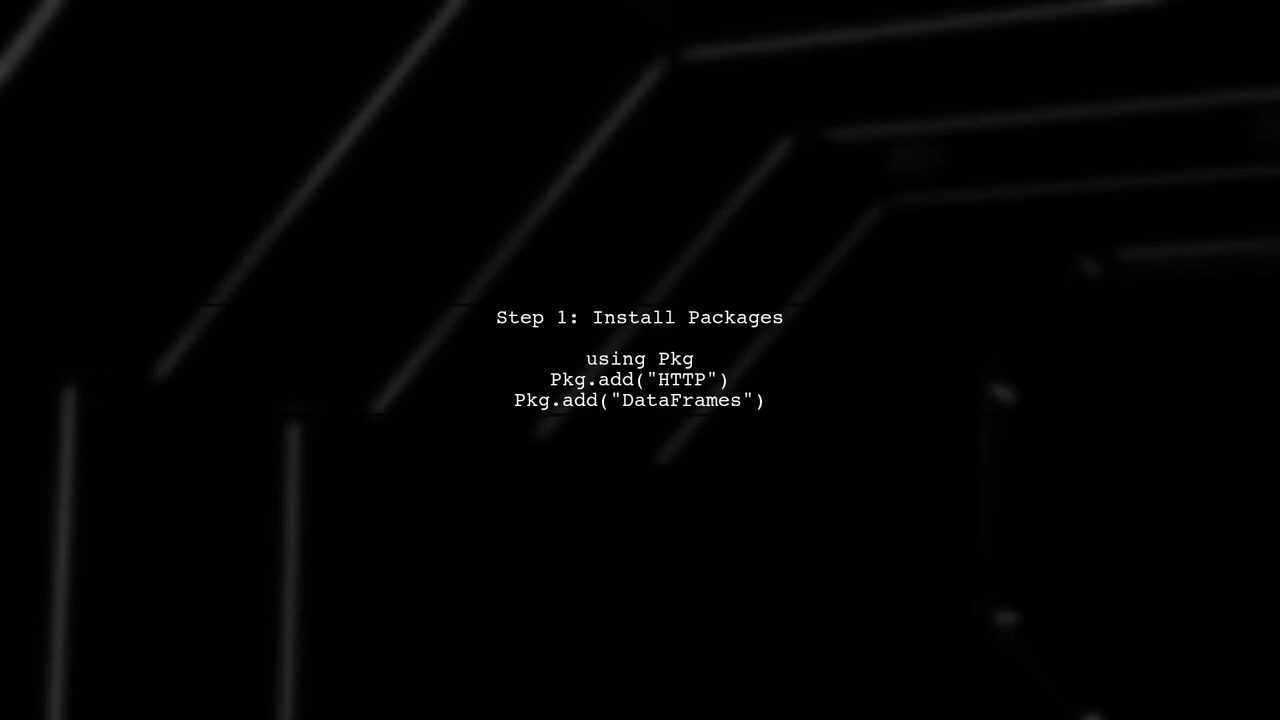 Step 1: Install Packages
using Pkg
Pkg.add("HTTP")
Pkg.add("DataFrames")